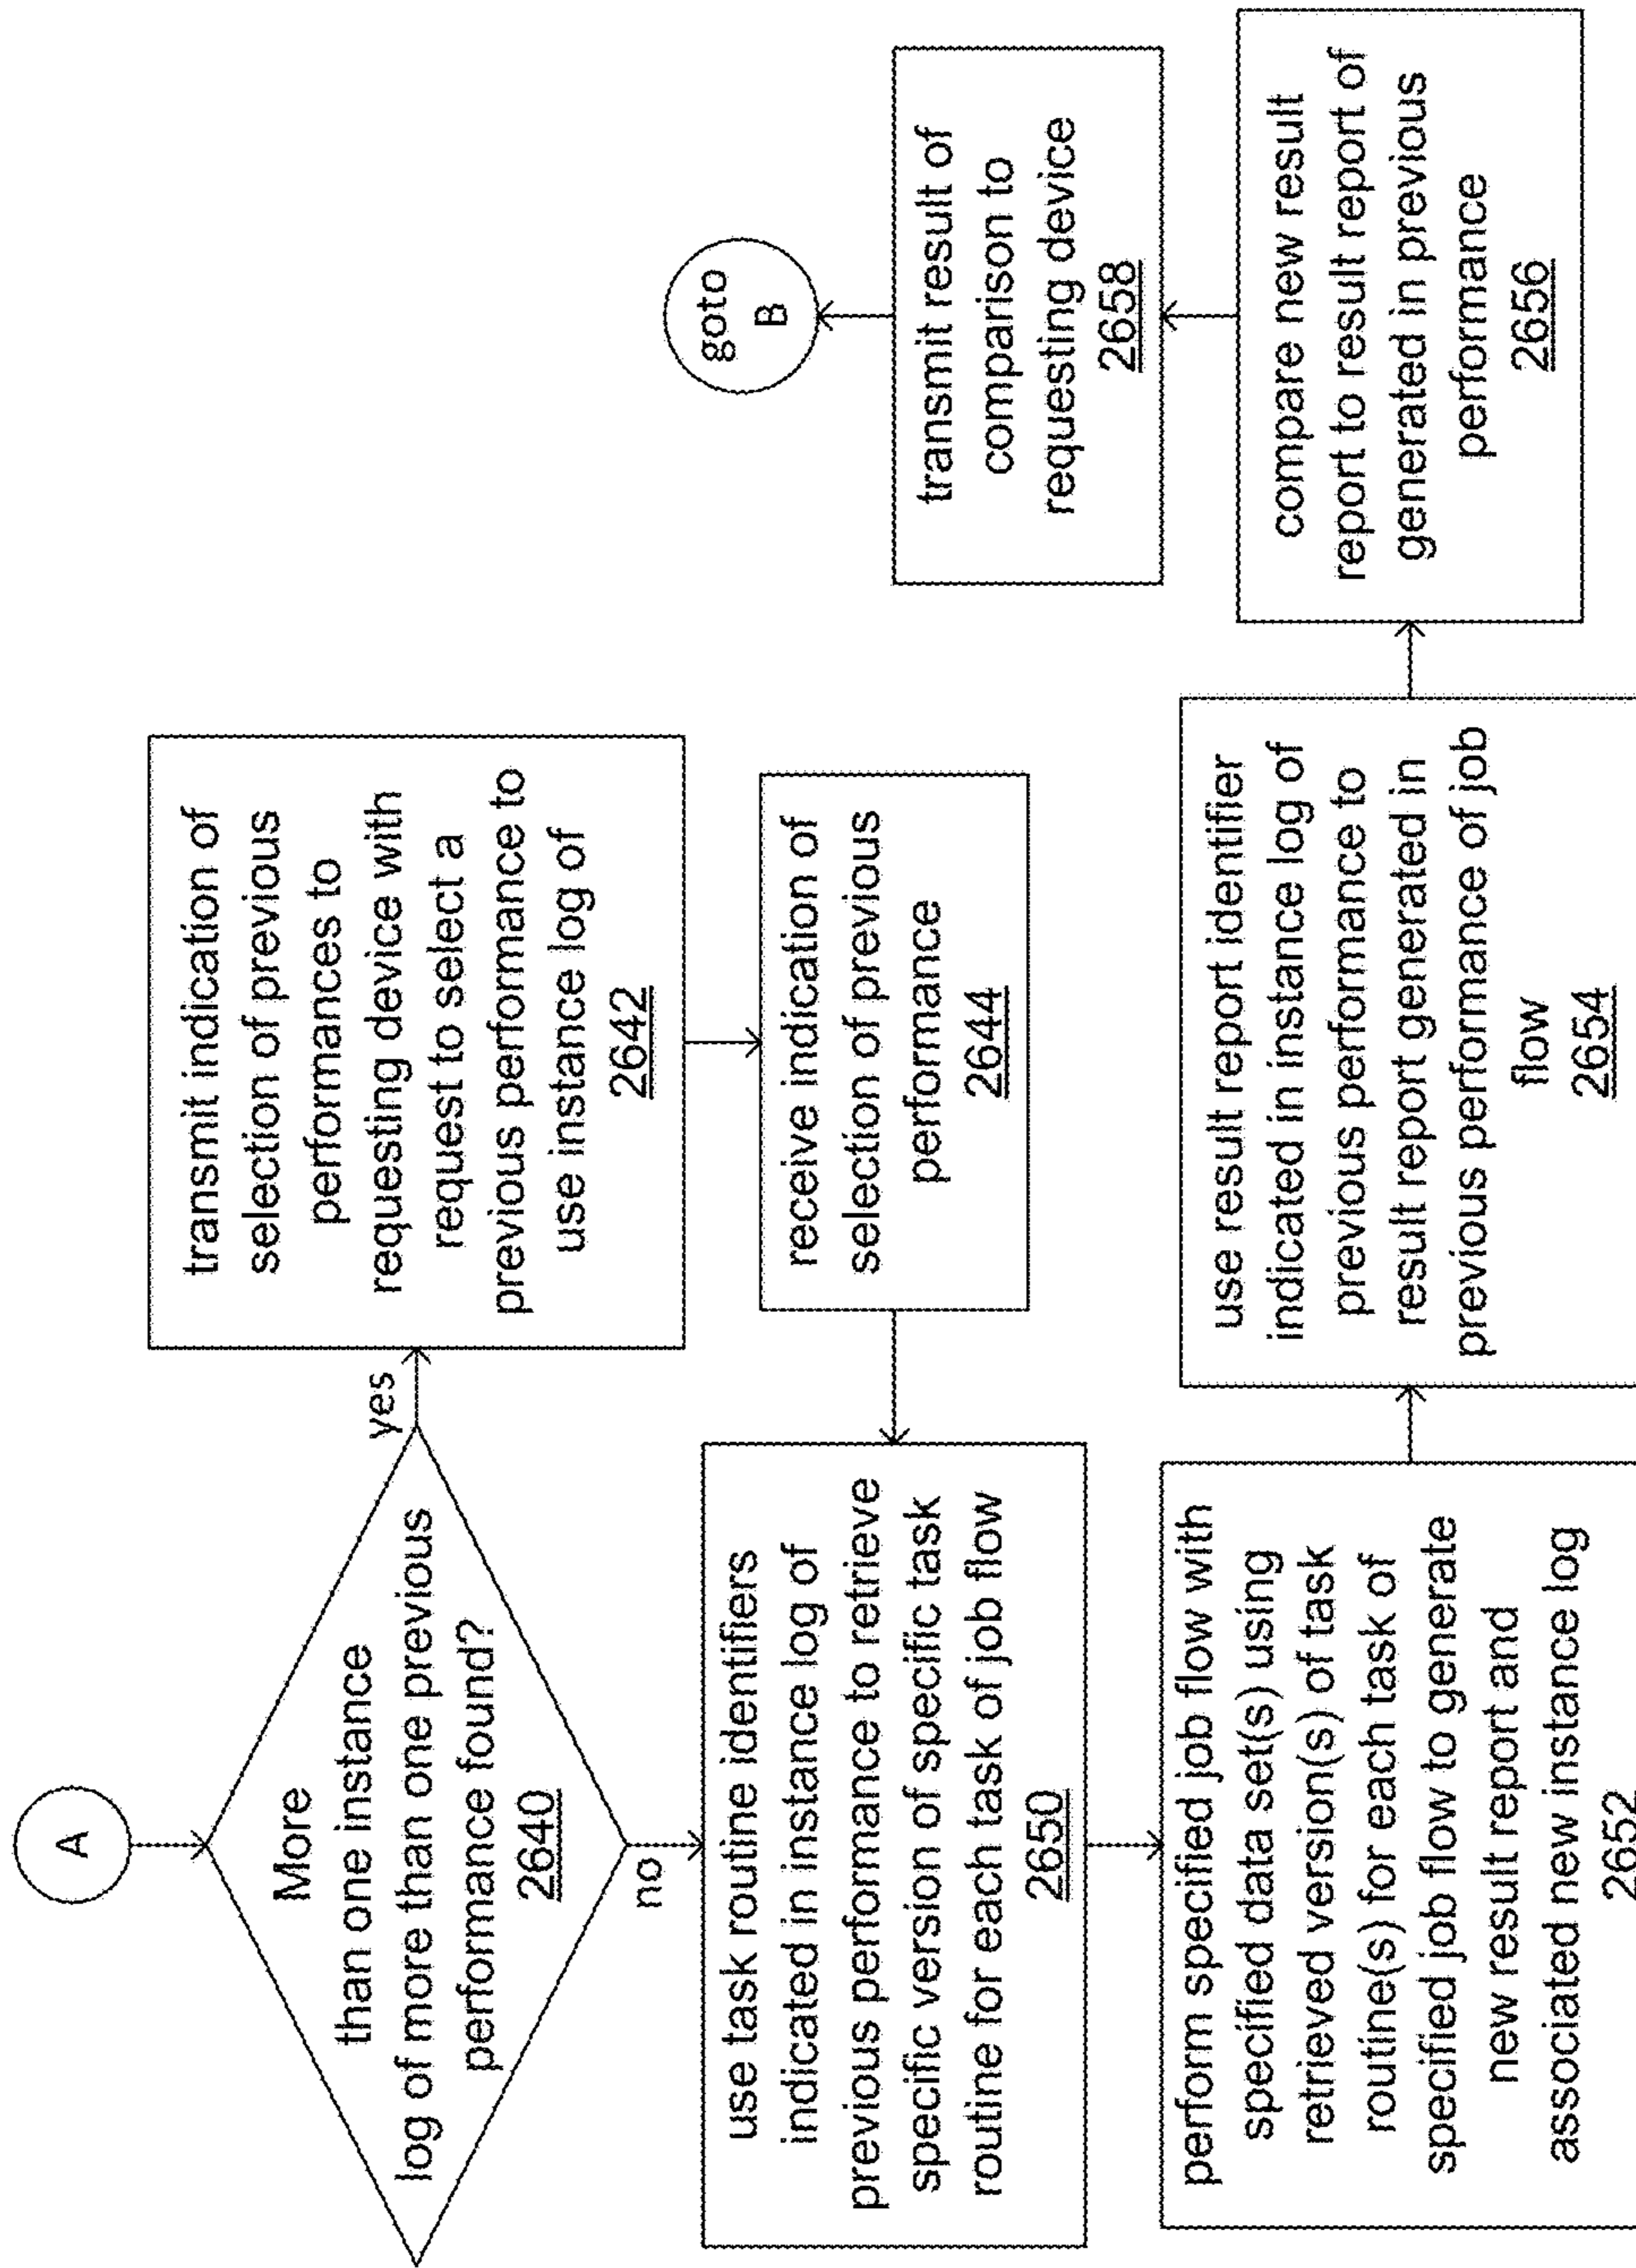 A
More
than one instance
log of more than one previous
performance found?
2640
yes
no
transmit indication of
selection of previous
performances to
requesting device with
request to select a
previous performance to
use instance log of
2642
receive indication of
selection of previous
performance
2644
use task routine identifiers
indicated in instance log of
previous performance to retrieve
specific version of specific task
routine for each task of job flow
2650
perform specified job flow with
specified data set(s) using
retrieved version(s) of task
routine(s) for each task of
specified job flow to generate
new result report and
associated new instance log
2652
use result report identifier
indicated in instance log of
previous performance to
result report generated in
previous performance of job
flow
2654
compare new result
report to result report of
generated in previous
performance
2656
transmit result of
comparison to
requesting device
2658
goto
B